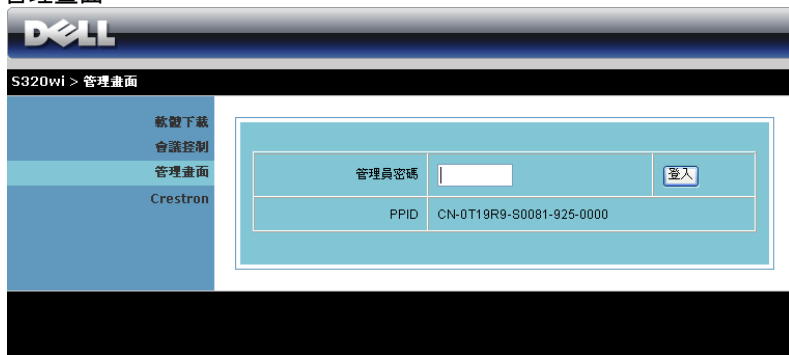 管理畫面
DELL
S320wi > 管理畫面
軟體下載
會議控制
管理畫面
Crestron
管理員密碼
登入
PPID
CN-0T19R9-S0081-925-0000